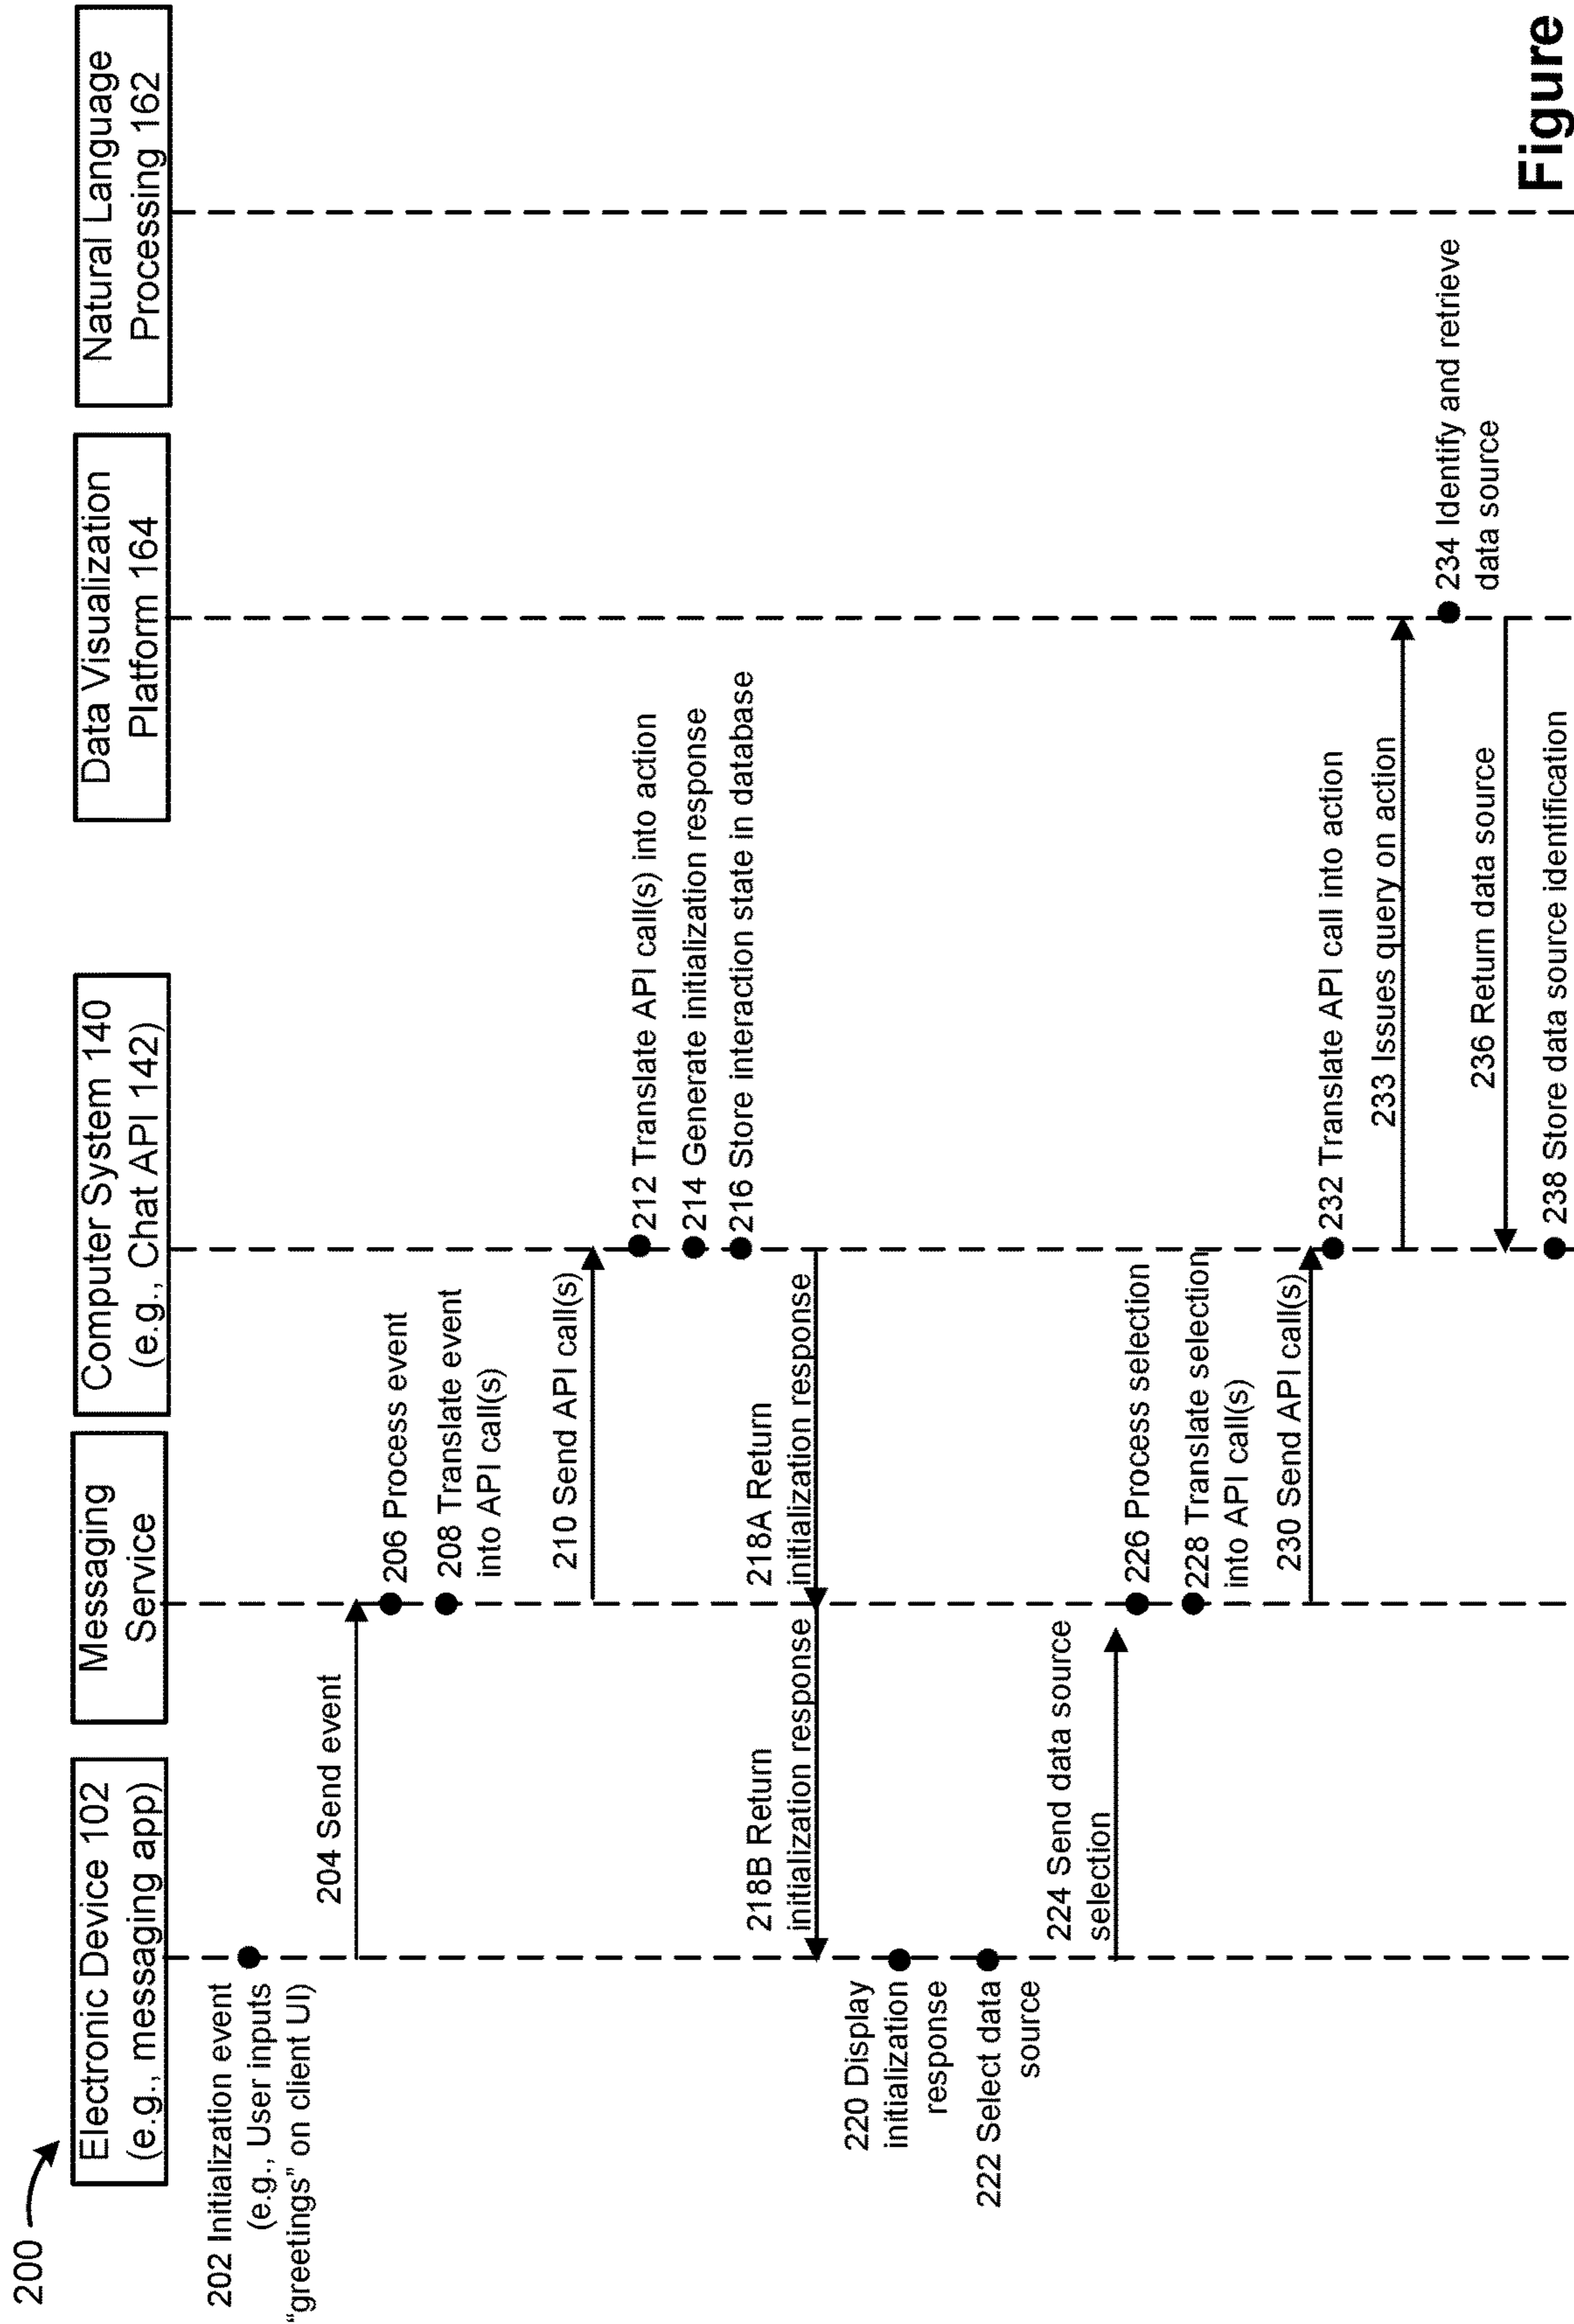 200
Electronic Device 102
(e.g., messaging app)
Messaging
Service
Computer System 140
(e.g., Chat API 142)
Data Visualization
Platform 164
Natural Language
Processing 162
202 Initialization event
(e.g., User inputs
“greetings” on client UI)
204 Send event
206 Process event
208 Translate event
into API call(s)
210 Send API call(s)
212 Translate API call(s) into action
214 Generate initialization response
216 Store interaction state in database
218A Return
initialization response
218B Return
initialization response
220 Display
initialization
response
222 Select data
source
224 Send data source
selection
226 Process selection
228 Translate selection
into API call(s)
230 Send API call(s)
232 Translate API call into action
233 Issues query on action
234 Identify and retrieve
data source
236 Return data source
238 Store data source identification
Figure